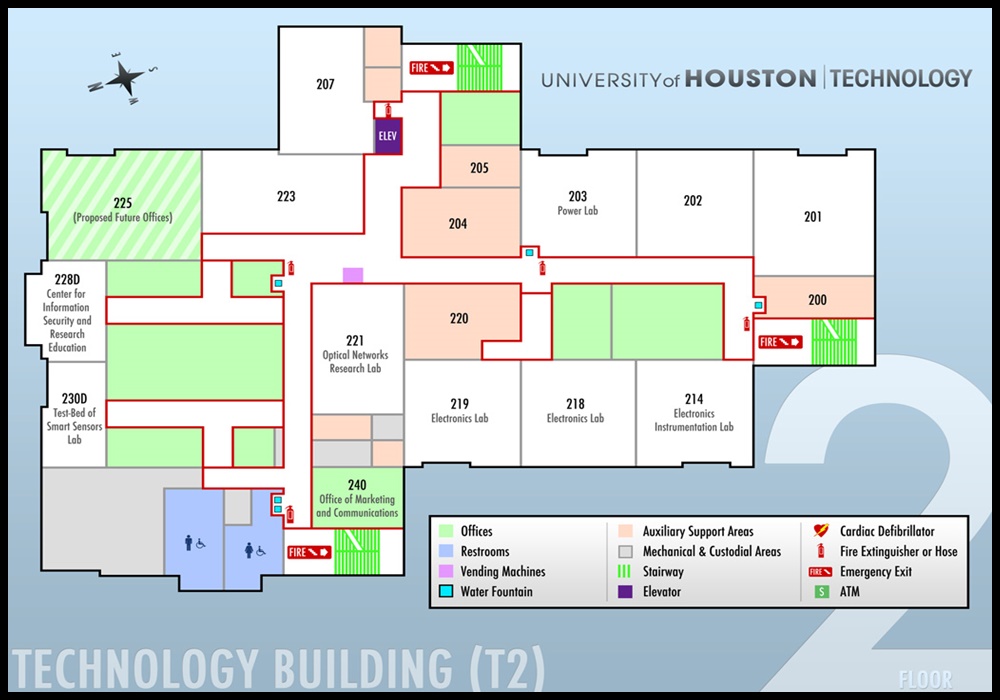 E
S
N
W
207
FIRE
UNIVERSITY of HOUSTON | TECHNOLOGY
ELEV
225
(Proposed Future Offices)
223
205
204
203
Power Lab
202
201
228D
Center for
Information
Security and
Research
Education
200
220
221
Optical Networks
Research Lab
FIRE
230D
Test-Bed of
Smart Sensors
Lab
219
Electronics Lab
218
Electronics Lab
214
Electronics
Instrumentation Lab
240
Office of Marketing
and Communications
FIRE
Offices
Restrooms
Vending Machines
Water Fountain
Auxiliary Support Areas
Mechanical & Custodial Areas
Stairway
Elevator
Cardiac Defibrillator
Fire Extinguisher or Hose
FIRE
Emergency Exit
S
ATM
2
TECHNOLOGY BUILDING (T2)
FLOOR